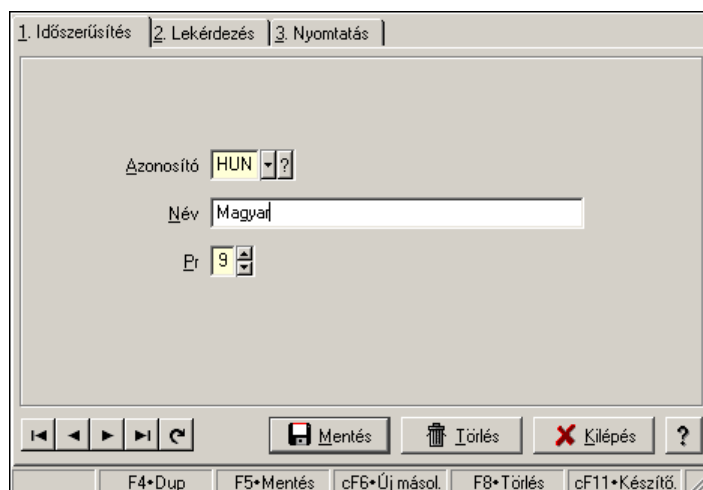 1. Időszerűsítés 2. Lekérdezés 3. Nyomtatás
Azonosító HUN ?
Név Magyar
Pr 9
Mentés Törlés Kilépés ?
F4•Dup F5•Mentés cF6•Új másol. F8•Törlés cF11•Készítő.